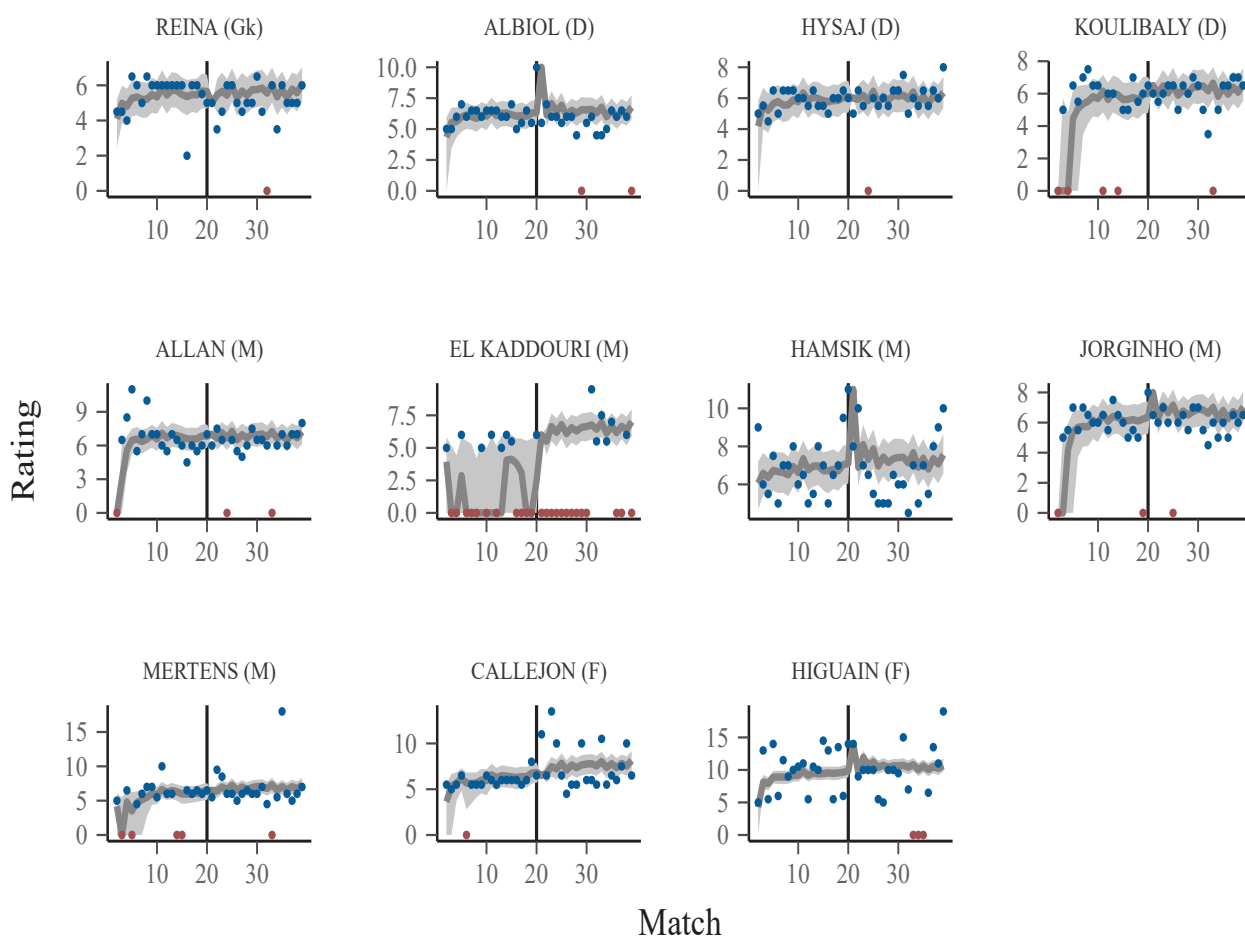 REINA (Gk)
ALBIOL (D)
HYSAJ (D)
KOULIBALY (D)
6
4
2
0
10 20 30
10.0
7.5
5.0
2.5
0.0
10 20 30
8
6
4
2
0
10 20 30
8
6
4
2
0
10 20 30
Rating
ALLAN (M)
EL KADDOURI (M)
HAMSIK (M)
JORGINHO (M)
9
6
3
0
10 20 30
7.5
5.0
2.5
0.0
10 20 30
10
8
6
10 20 30
8
6
4
2
0
10 20 30
MERTENS (M)
CALLEJON (F)
HIGUAIN (F)
15
10
5
0
10 20 30
10
5
0
10 20 30
15
10
5
0
10 20 30
Match